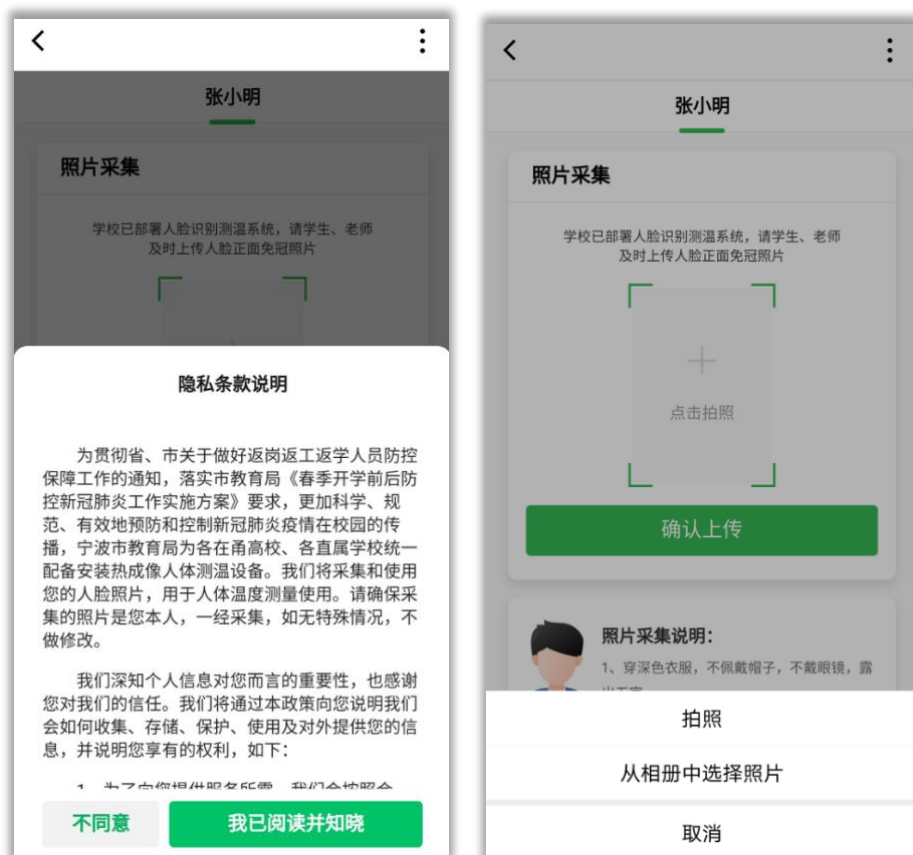 张小明
照片采集
学校已部署人脸识别测温系统，请学生、老师
及时上传人脸正面免冠照片
隐私条款说明
为贯彻省、市关于做好返岗返工返学人员防控
保障工作的通知，落实市教育局《春季开学前后防
控新冠肺炎工作实施方案》要求，更加科学、规
范、有效地预防和控制新冠肺炎疫情在校园的传
播，宁波市教育局为各在甬高校、各直属学校统一
配备安装热成像人体测温设备。我们将采集和使用
您的人脸照片，用于人体温度测量使用。请确保采
集的照片是您本人，一经采集，如无特殊情况，不
做修改。
我们深知个人信息对您而言的重要性，也感谢
您对我们的信任。我们将通过本政策向您说明我们
会如何收集、存储、保护、使用及对外提供您的信
息，并说明您享有的权利，如下：
1、为了向您提供服务所需，我们会按照合
不同意
我已阅读并知晓
张小明
照片采集
学校已部署人脸识别测温系统，请学生、老师
及时上传人脸正面免冠照片
点击拍照
确认上传
照片采集说明：
1、穿深色衣服，不佩戴帽子，不戴眼镜，露
拍照
从相册中选择照片
取消